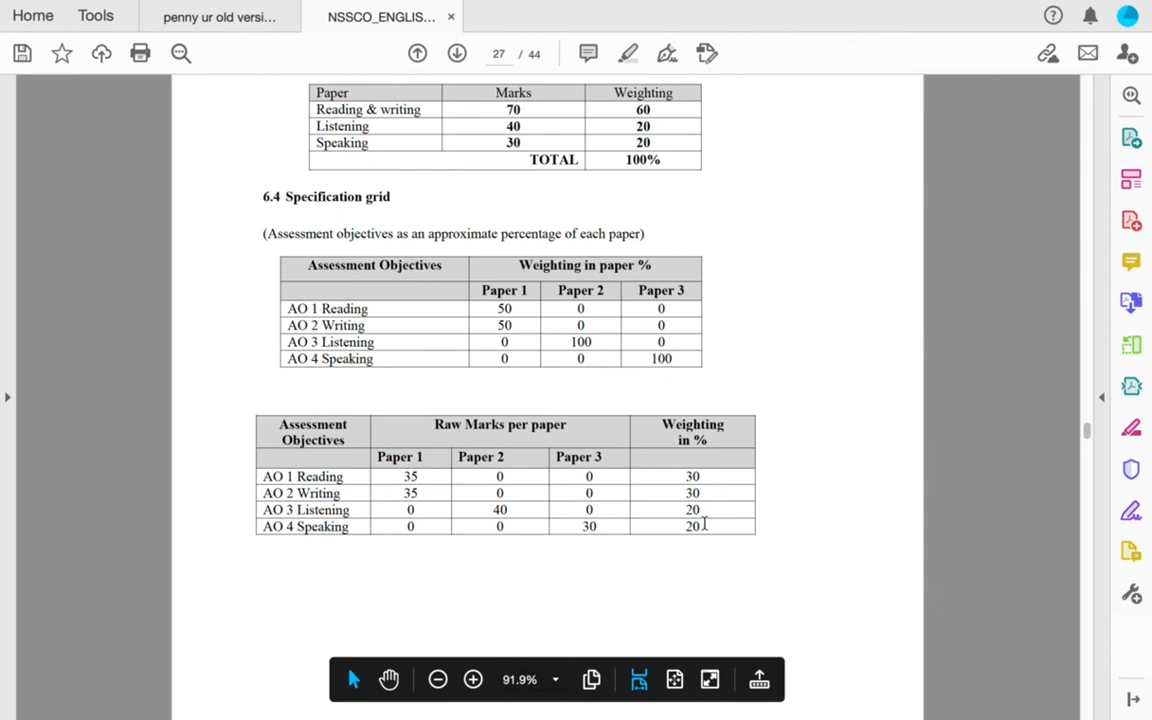 Home Tools penny ur old versi... NSSCO_ENGLIS... ×
27 / 44
Paper Marks Weighting
Reading & writing 70 60
Listening 40 20
Speaking 30 20
TOTAL 100%
6.4 Specification grid
(Assessment objectives as an approximate percentage of each paper)
Assessment Objectives Weighting in paper %
Paper 1 Paper 2 Paper 3
AO 1 Reading 50 0 0
AO 2 Writing 50 0 0
AO 3 Listening 0 100 0
AO 4 Speaking 0 0 100
Assessment Raw Marks per paper Weighting
Objectives in %
Paper 1 Paper 2 Paper 3
AO 1 Reading 35 0 0 30
AO 2 Writing 35 0 0 30
AO 3 Listening 0 40 0 20
AO 4 Speaking 0 0 30 20
91.9%